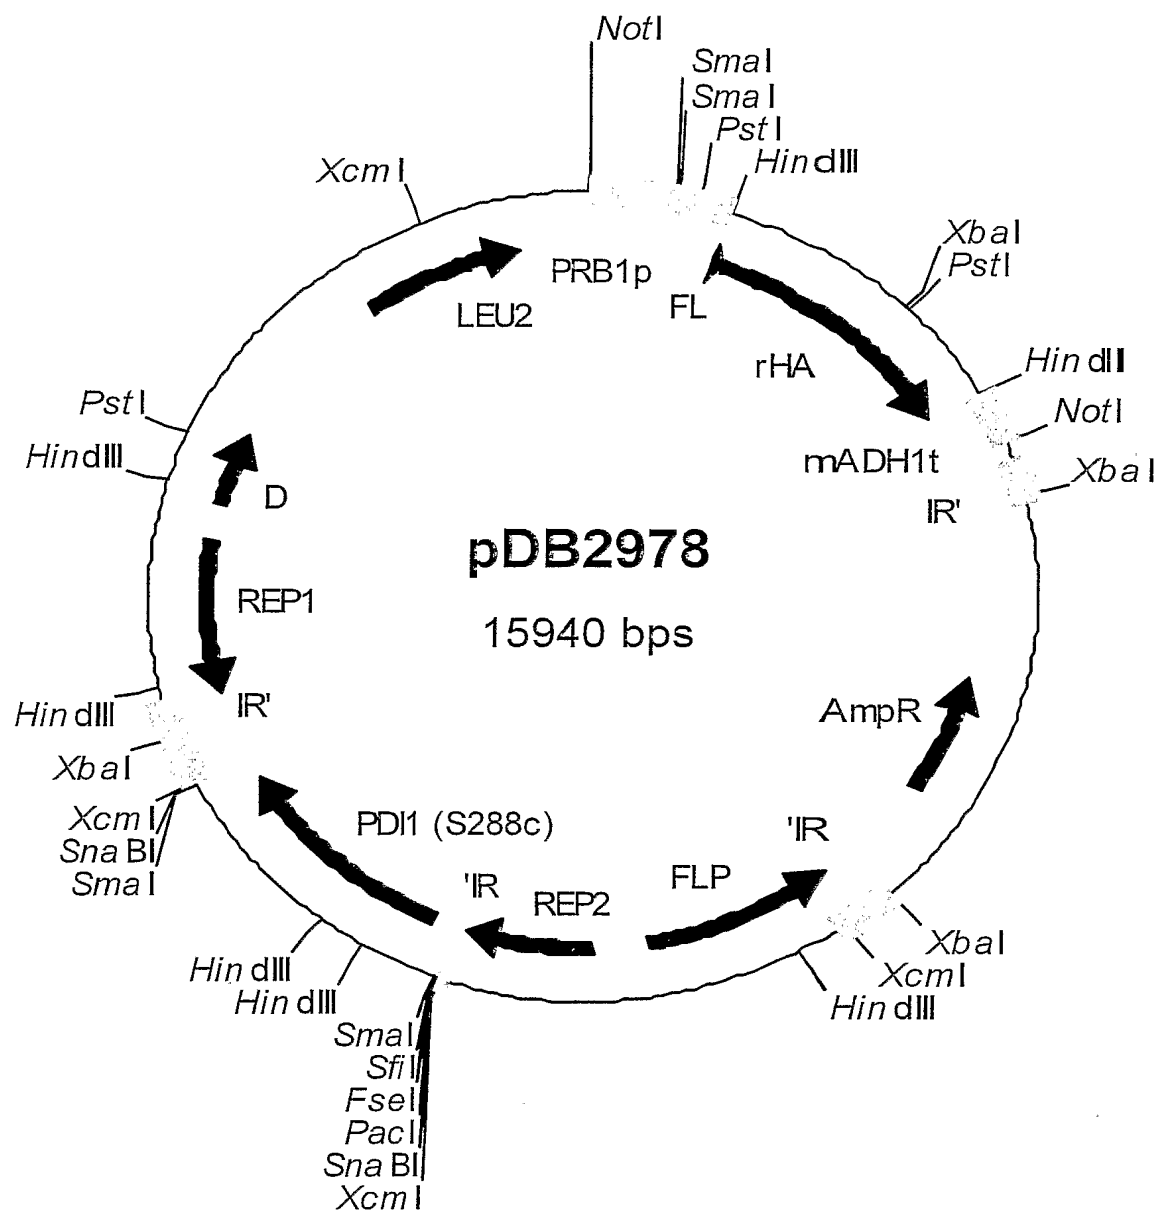 NotI
SmaI
SmaI
PstI
HindIII
XcmI
XbaI
PstI
PRB1p
FL
LEU2
rHA
HindIII
PstI
NotI
HindIII
mADH1t
XbaI
D
IR'
pDB2978
REP1
15940 bps
IR'
AmpR
HindIII
XbaI
XcmI
PDI1 (S288c)
'IR
SnaBI
SmaI
'IR
FLP
REP2
XbaI
HindIII
XcmI
HindIII
HindIII
SmaI
SfiI
FseI
PacI
SnaBI
XcmI